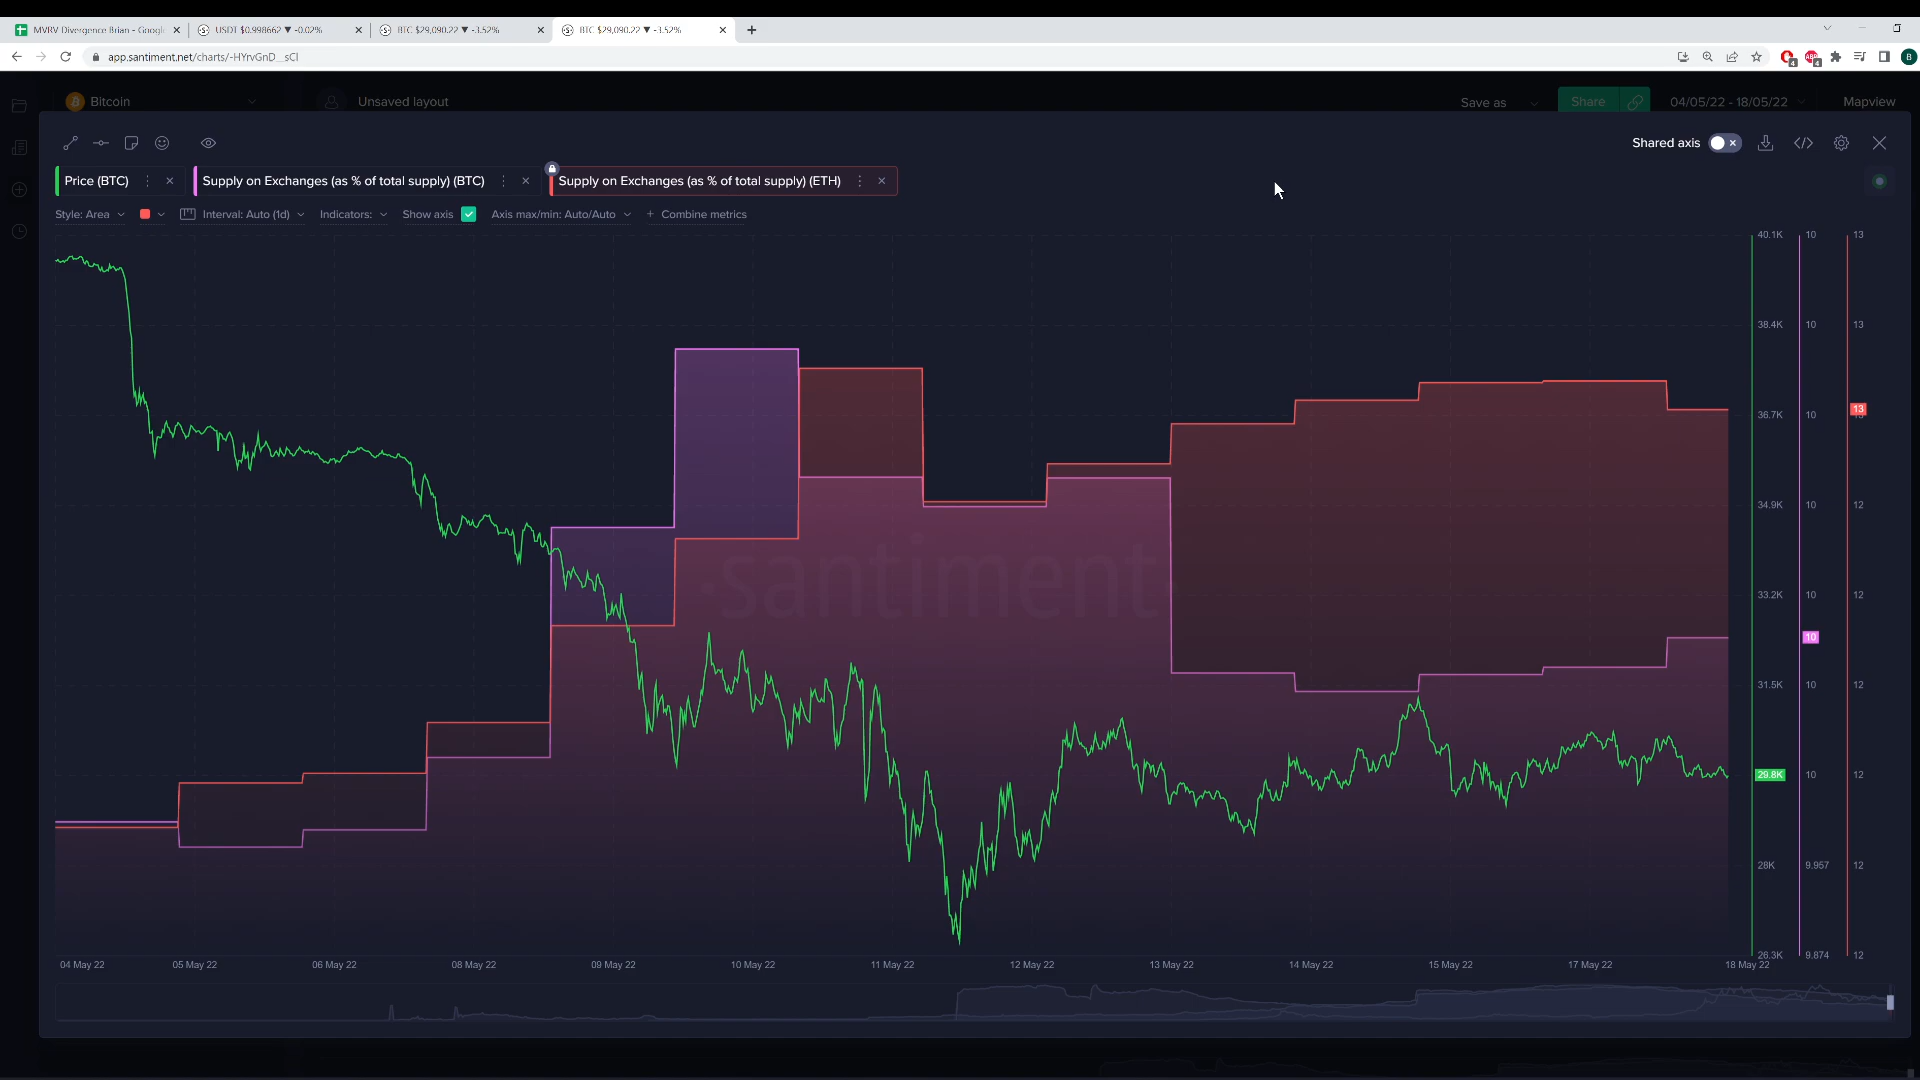 MVRV Divergence Brian - Googl
USDT $0.998662 ▼ -0.02%
BTC $29,090.22 ▼ -3.52%
BTC $29,090.22 ▼ -3.52%
app.santiment.net/charts/-HYrvGnD__sCl
Bitcoin
Unsaved layout
Save as
Share
04/05/22 - 18/05/22
Mapview
Shared axis
Price (BTC)
Supply on Exchanges (as % of total supply) (BTC)
Supply on Exchanges (as % of total supply) (ETH)
Style: Area
Interval: Auto (1d)
Indicators:
Show axis
Axis max/min: Auto/Auto
+ Combine metrics
40.1K 10 13
38.4K 10 13
13
36.7K 10
34.9K 10 12
·santiment·
33.2K 10 12
10
31.5K 10 12
29.8K 10 12
28K 9.957 12
26.3K 9.874 12
04 May 22 05 May 22 06 May 22 08 May 22 09 May 22 10 May 22 11 May 22 12 May 22 13 May 22 14 May 22 15 May 22 17 May 22 18 May 22